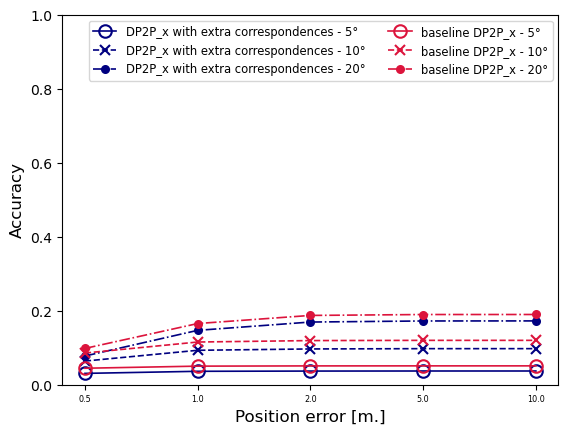 DP2P_x with extra correspondences - 5°
DP2P_x with extra correspondences - 10°
DP2P_x with extra correspondences - 20°
baseline DP2P_x - 5°
baseline DP2P_x - 10°
baseline DP2P_x - 20°
1.0
0.8
0.6
0.4
0.2
0.0
Accuracy
0.5 1.0 2.0 5.0 10.0
Position error [m.]